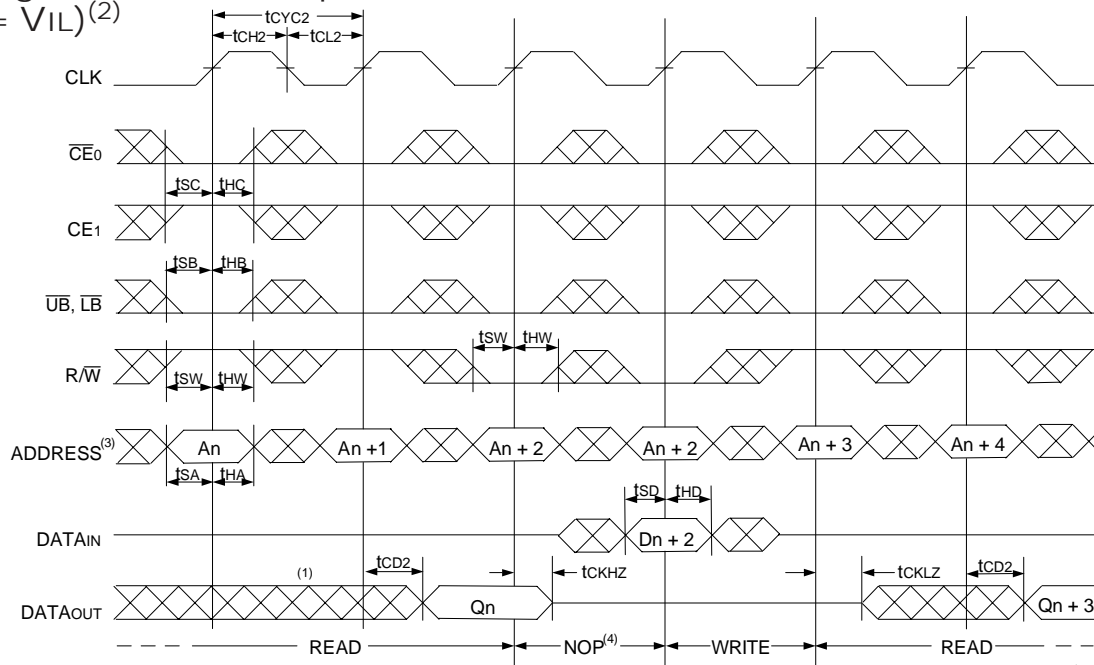 = VIL)(2)
tCYC2
tCH2 tCL2
CLK
CE0
tSC tHC
CE1
tSB tHB
UB, LB
tSW tHW
R/W
tSW tHW
ADDRESS(3) An An +1 An + 2 An + 2 An + 3 An + 4
tSA tHA
tSD tHD
DATAIN Dn + 2
(1) tCD2 tCKHZ tCKLZ tCD2
DATAOUT Qn Qn + 3
READ NOP(4) WRITE READ